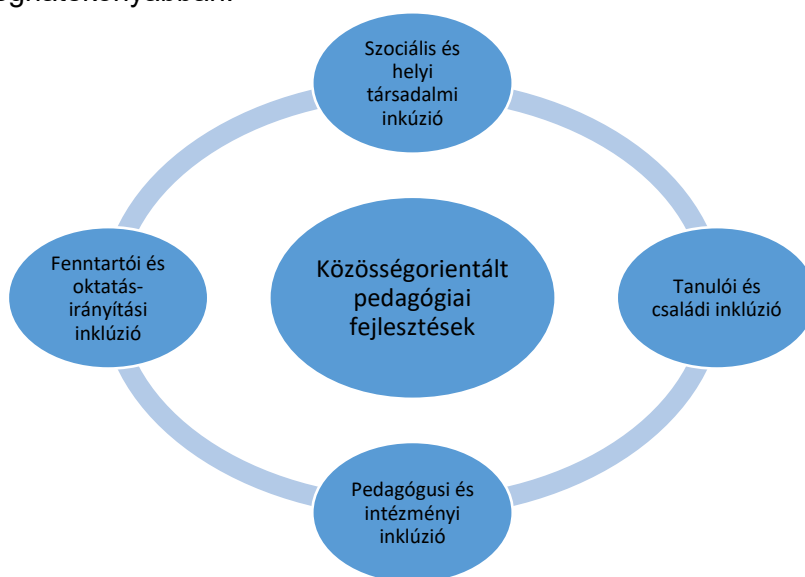 Szociális és
helyi
társadalmi
inkúzió
Fenntartói és
oktatás-
irányítási
inklúzió
Közösségorientált
pedagógiai
fejlesztések
Tanulói és
családi inklúzió
Pedagógusi és
intézményi
inklúzió